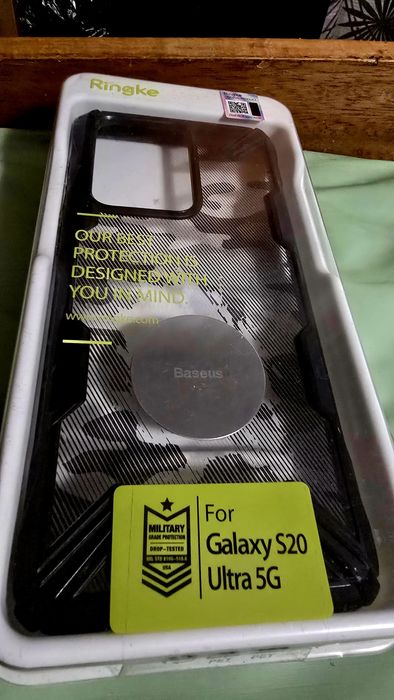 Ringke
OUR BEST
PROTECTION IS
DESIGNED WITH
YOU IN MIND.
Baseus
MILITARY
GRADE PROTECTION
DROP-TESTED
For
Galaxy S20
Ultra 5G